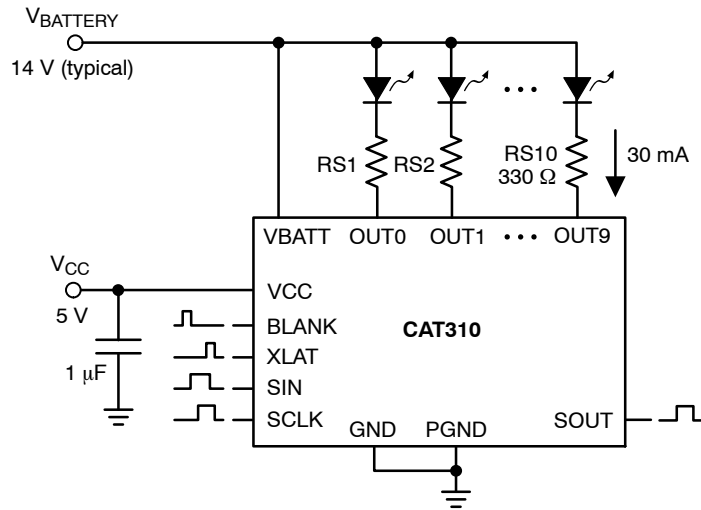 VBATTERY
14 V (typical)
RS1
RS2
RS10
330 Ω
30 mA
VBATT OUT0 OUT1 ••• OUT9
VCC
5 V
1 μF
VCC
BLANK
XLAT
SIN
SCLK
CAT310
GND PGND
SOUT